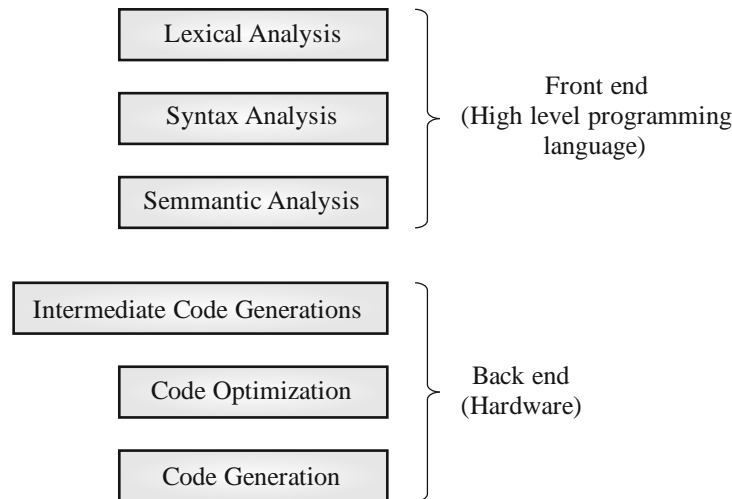 Lexical Analysis
Syntax Analysis
Semmantic Analysis
Front end
(High level programming
language)
Intermediate Code Generations
Code Optimization
Code Generation
Back end
(Hardware)